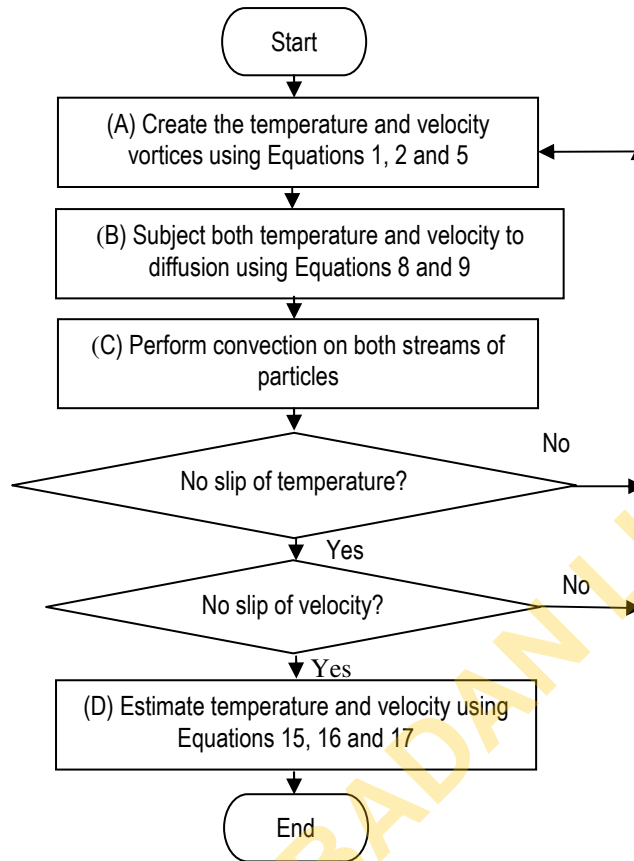 Start
(A) Create the temperature and velocity
vortices using Equations 1, 2 and 5
(B) Subject both temperature and velocity to
diffusion using Equations 8 and 9
(C) Perform convection on both streams of
particles
No
No slip of temperature?
Yes
No
No slip of velocity?
Yes
(D) Estimate temperature and velocity using
Equations 15, 16 and 17
End
BADAN L